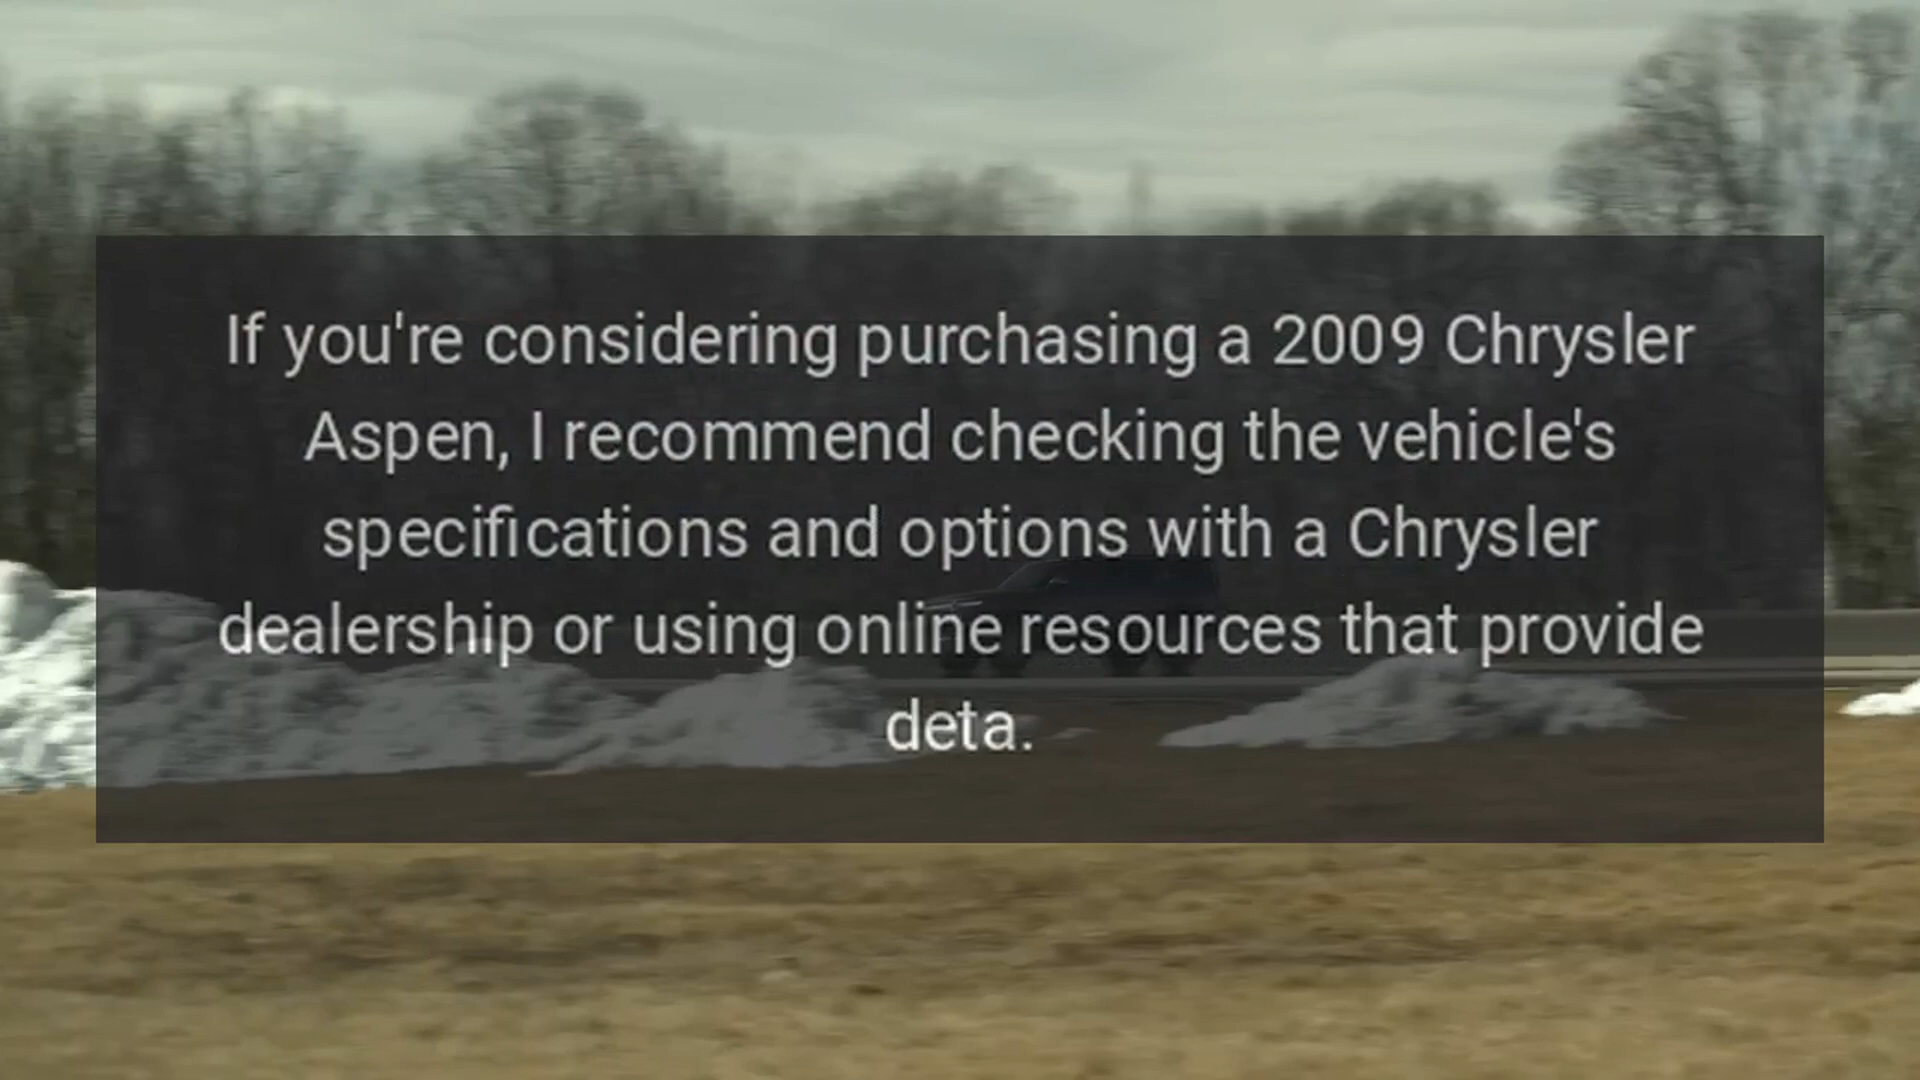 If you're considering purchasing a 2009 Chrysler
Aspen, I recommend checking the vehicle's
specifications and options with a Chrysler
dealership or using online resources that provide
deta.